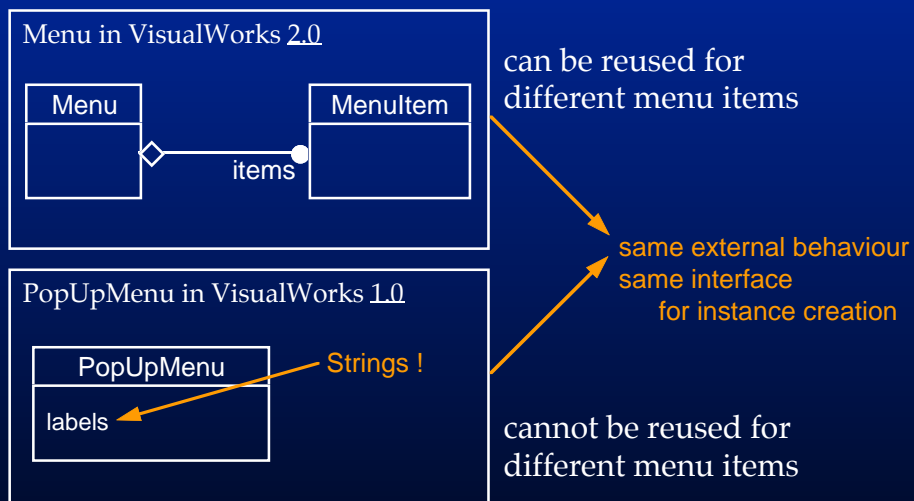 Menu in VisualWorks 2.0
Menu
MenuItem
items
can be reused for
different menu items
same external behaviour
same interface
for instance creation
PopUpMenu in VisualWorks 1.0
PopUpMenu
Strings !
labels
cannot be reused for
different menu items